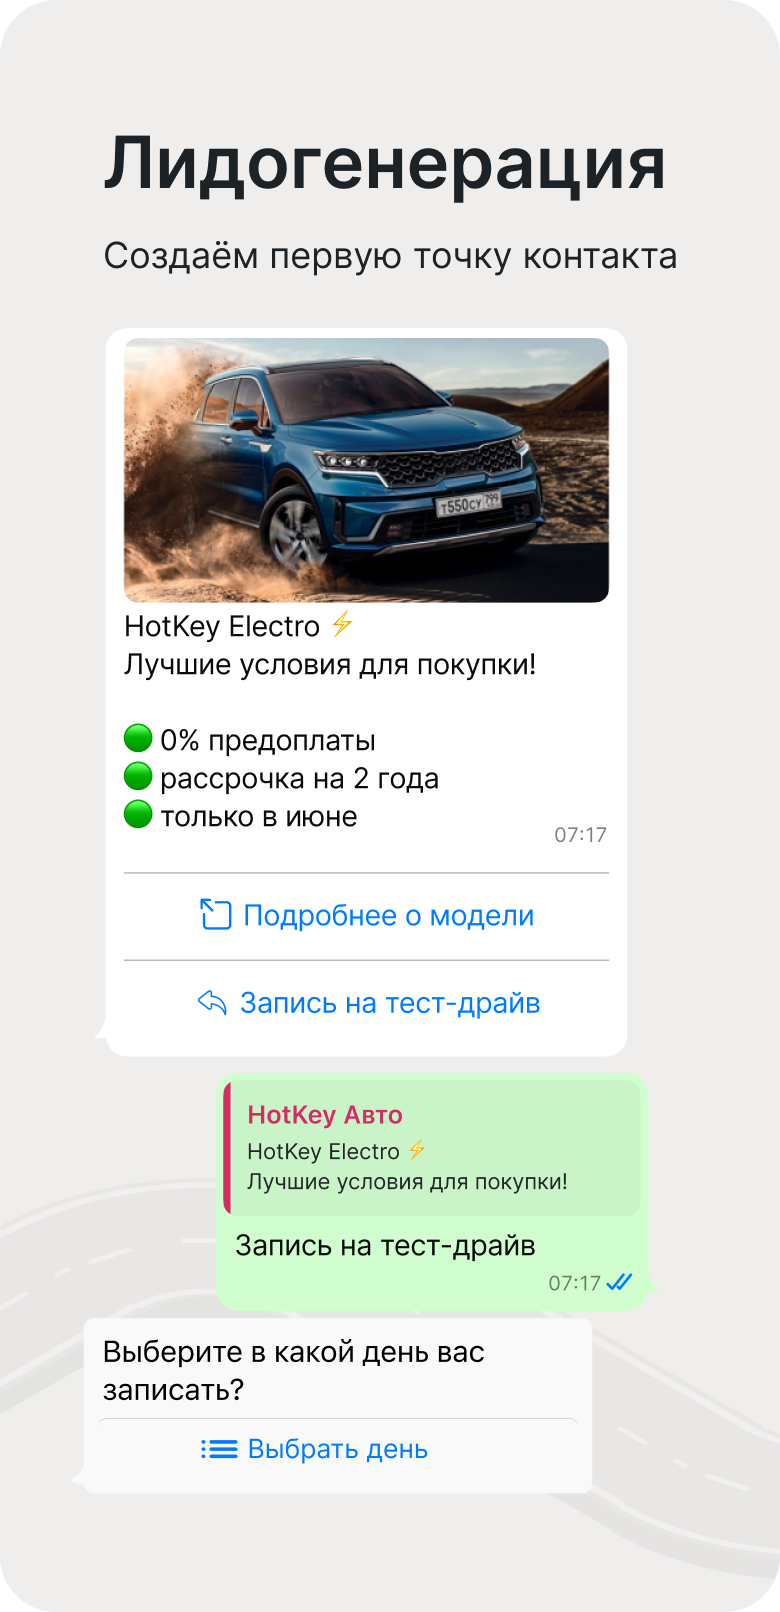 Лидогенерация
Создаём первую точку контакта
Т550СУ 799
HotKey Electro ⚡
Лучшие условия для покупки!
🟢 0% предоплаты
🟢 рассрочка на 2 года
🟢 только в июне
07:17
Подробнее о модели
Запись на тест-драйв
HotKey Авто
HotKey Electro ⚡
Лучшие условия для покупки!
Запись на тест-драйв
07:17
Выберите в какой день вас
записать?
Выбрать день